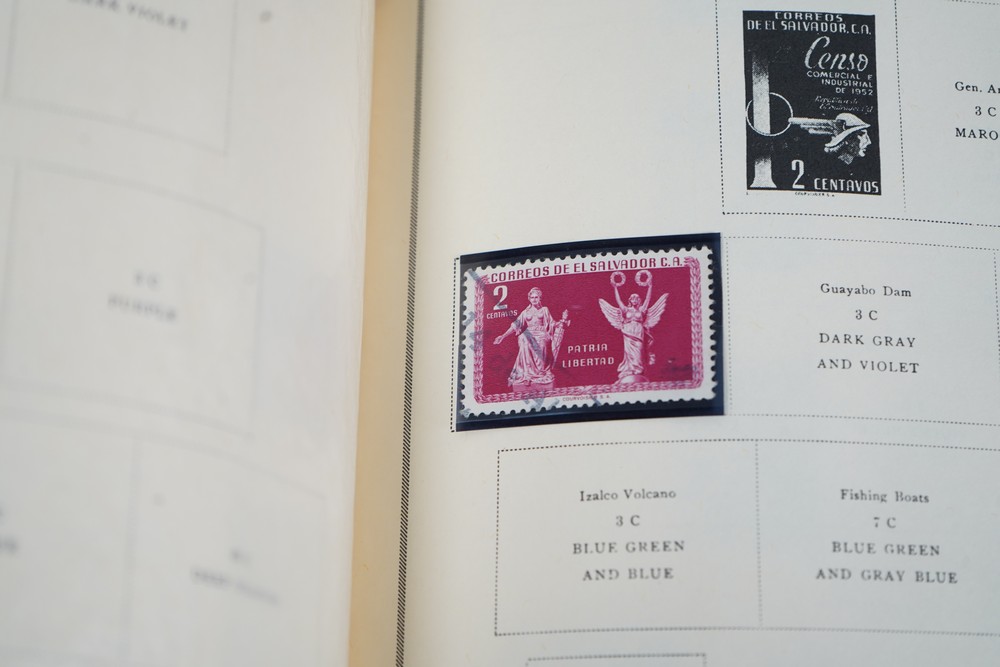 VIOLET
CORREOS
DE EL SALVADOR. C.A.
Censo
COMERCIAL E
INDUSTRIAL
DE 1952
2 CENTAVOS
Gen.
3 C
CORREOS DE EL SALVADOR C.A.
2
CENTAVOS
PATRIA
LIBERTAD
Guayabo Dam
3 C
DARK GRAY
AND VIOLET
Izalco Volcano
3 C
BLUE GREEN
AND BLUE
Fishing Boats
7 C
BLUE GREEN
AND GRAY BLUE